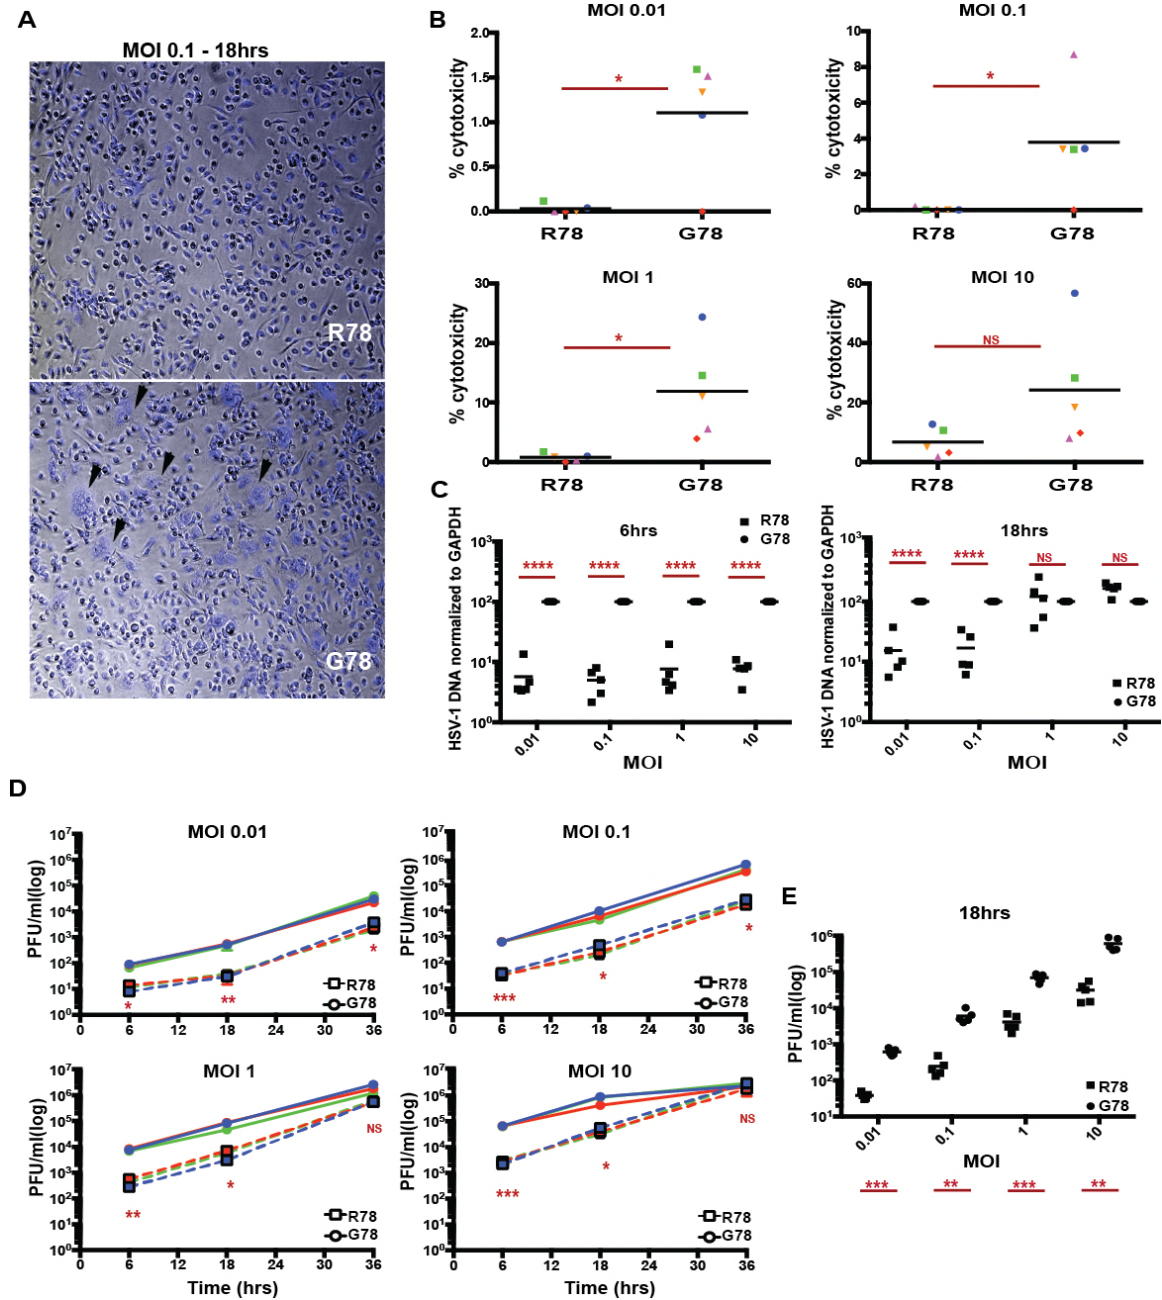 A
MOI 0.1 - 18hrs
R78
G78
B
MOI 0.01
% cytotoxicity
2.0
1.5
1.0
0.5
0.0
*
R78
G78
MOI 0.1
% cytotoxicity
10
8
6
4
2
0
*
R78
G78
MOI 1
% cytotoxicity
30
20
10
0
*
R78
G78
MOI 10
% cytotoxicity
60
40
20
0
NS
R78
G78
C
6hrs
HSV-1 DNA normalized to GAPDH
10³
10²
10¹
10⁰
R78
G78
**** **** **** ****
0.01 0.1 1 10
MOI
18hrs
HSV-1 DNA normalized to GAPDH
10³
10²
10¹
10⁰
**** **** NS NS
R78
G78
0.01 0.1 1 10
MOI
D
MOI 0.01
PFU/ml(log)
10⁷
10⁶
10⁵
10⁴
10³
10²
10¹
10⁰
* ** *
R78
G78
0 6 12 18 24 30 36
MOI 0.1
PFU/ml(log)
10⁷
10⁶
10⁵
10⁴
10³
10²
10¹
10⁰
*** * *
R78
G78
0 6 12 18 24 30 36
MOI 1
PFU/ml(log)
10⁷
10⁶
10⁵
10⁴
10³
10²
10¹
10⁰
** * NS
R78
G78
0 6 12 18 24 30 36
Time (hrs)
MOI 10
PFU/ml(log)
10⁷
10⁶
10⁵
10⁴
10³
10²
10¹
10⁰
*** * NS
R78
G78
0 6 12 18 24 30 36
Time (hrs)
E
18hrs
PFU/ml(log)
10⁶
10⁵
10⁴
10³
10²
10¹
R78
G78
0.01 0.1 1 10
MOI
*** ** *** **